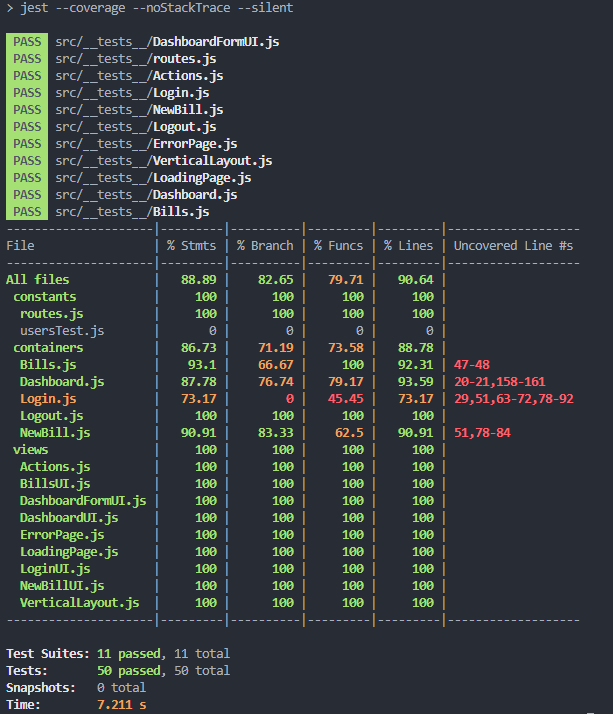 > jest --coverage --noStackTrace --silent
PASS src/__tests__/DashboardFormUI.js
PASS src/__tests__/routes.js
PASS src/__tests__/Actions.js
PASS src/__tests__/Login.js
PASS src/__tests__/NewBill.js
PASS src/__tests__/Logout.js
PASS src/__tests__/ErrorPage.js
PASS src/__tests__/VerticalLayout.js
PASS src/__tests__/LoadingPage.js
PASS src/__tests__/Dashboard.js
PASS src/__tests__/Bills.js
---------------------|---------|----------|---------|---------|-------------------
File                 | % Stmts | % Branch | % Funcs | % Lines | Uncovered Line #s
---------------------|---------|----------|---------|---------|-------------------
All files            |   88.89 |    82.65 |   79.71 |   90.64 |
 constants           |     100 |      100 |     100 |     100 |
  routes.js          |     100 |      100 |     100 |     100 |
  usersTest.js       |       0 |        0 |       0 |       0 |
 containers          |   86.73 |    71.19 |   73.58 |   88.78 |
  Bills.js           |    93.1 |    66.67 |     100 |   92.31 | 47-48
  Dashboard.js       |   87.78 |    76.74 |   79.17 |   93.59 | 20-21,158-161
  Login.js           |   73.17 |        0 |   45.45 |   73.17 | 29,51,63-72,78-92
  Logout.js          |     100 |      100 |     100 |     100 |
  NewBill.js         |   90.91 |    83.33 |    62.5 |   90.91 | 51,78-84
 views               |     100 |      100 |     100 |     100 |
  Actions.js         |     100 |      100 |     100 |     100 |
  BillsUI.js         |     100 |      100 |     100 |     100 |
  DashboardFormUI.js |     100 |      100 |     100 |     100 |
  DashboardUI.js     |     100 |      100 |     100 |     100 |
  ErrorPage.js       |     100 |      100 |     100 |     100 |
  LoadingPage.js     |     100 |      100 |     100 |     100 |
  LoginUI.js         |     100 |      100 |     100 |     100 |
  NewBillUI.js       |     100 |      100 |     100 |     100 |
  VerticalLayout.js  |     100 |      100 |     100 |     100 |
---------------------|---------|----------|---------|---------|-------------------
Test Suites: 11 passed, 11 total
Tests:       50 passed, 50 total
Snapshots:   0 total
Time:        7.211 s